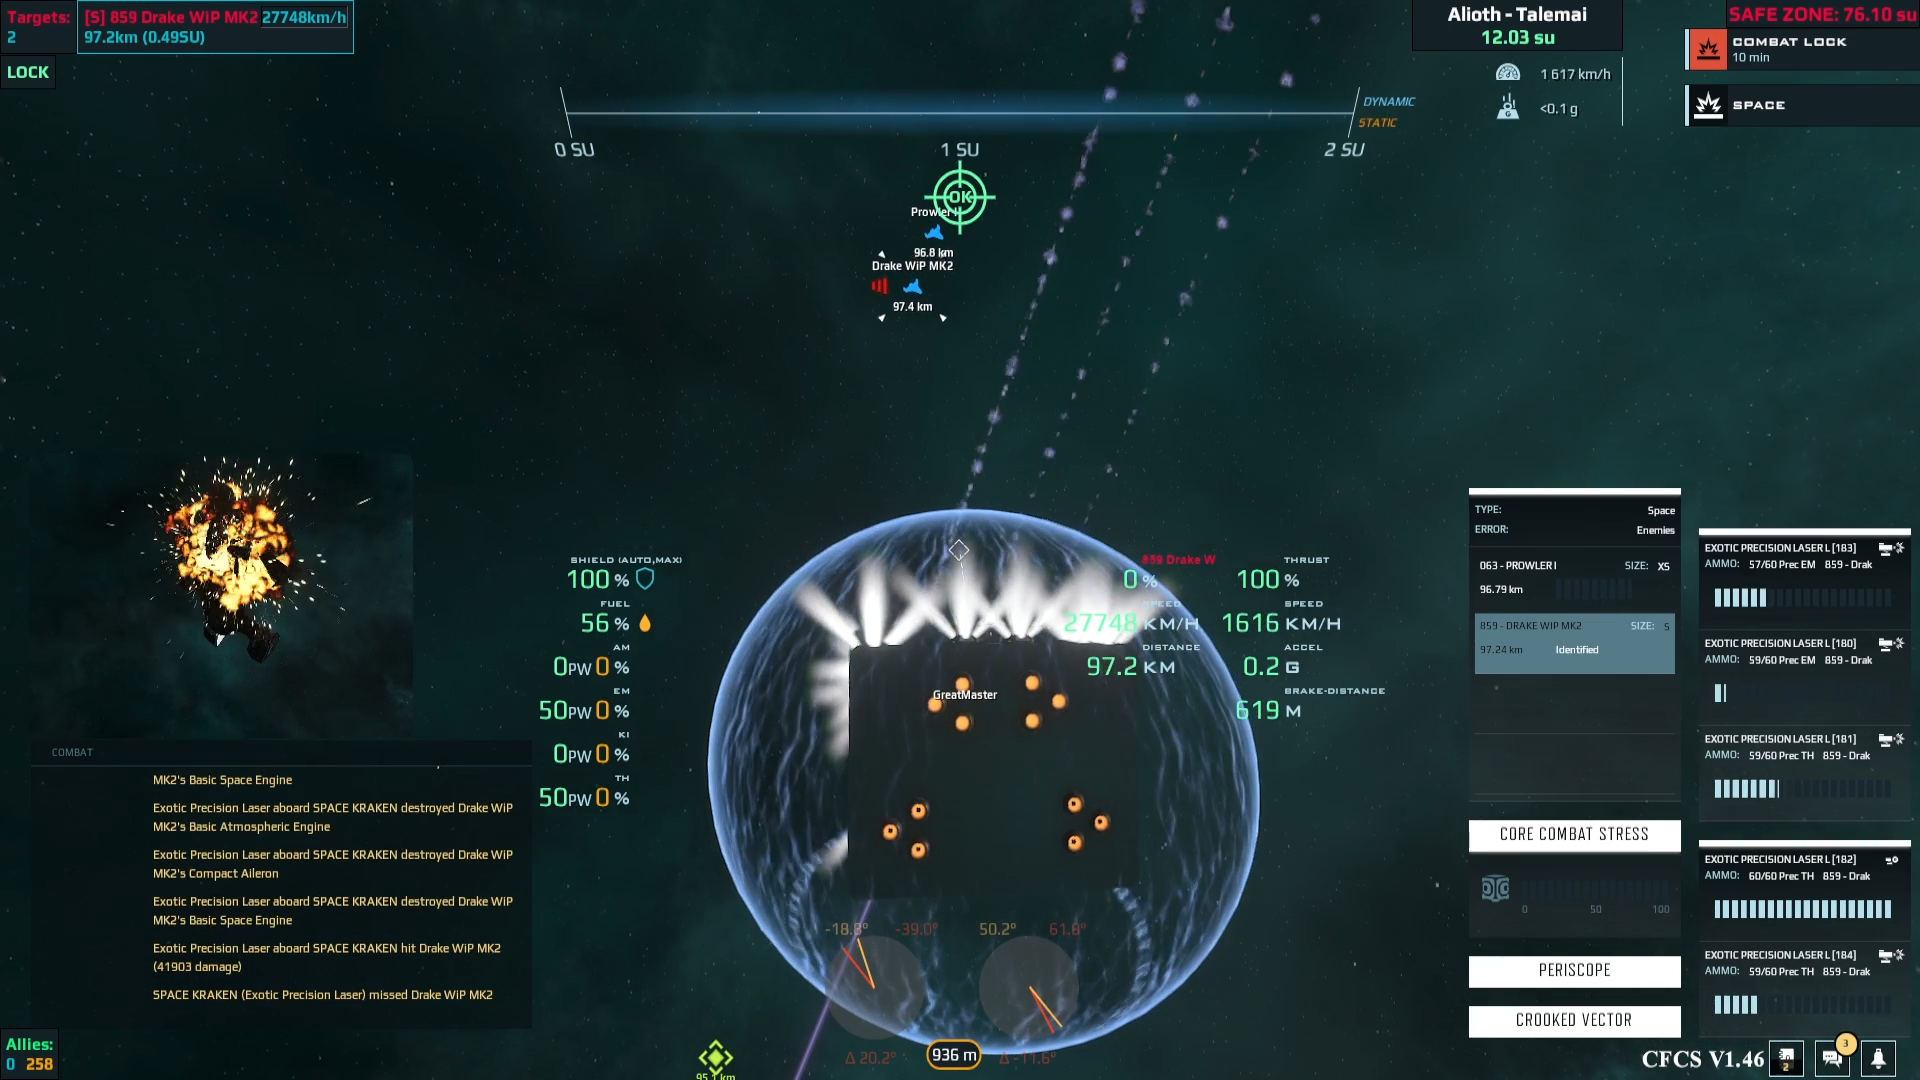 Targets:
2
[S] 859 Drake WiP MK2 27748km/h
97.2km (0.49SU)
LOCK
Alioth - Talemai
12.03 su
1 617 km/h
<0.1 g
SAFE ZONE: 76.10 su
COMBAT LOCK
10 min
SPACE
DYNAMIC
STATIC
0 SU
1 SU
2 SU
OK
Prowler I
96.8 km
Drake WiP MK2
97.4 km
SHIELD (AUTO,MAX)
100 %
FUEL
56 %
AM
0PW 0 %
EM
50PW 0 %
KI
0PW 0 %
TH
50PW 0 %
859 Drake W
0 %
SPEED
27748 KM/H
DISTANCE
97.2 KM
THRUST
100 %
SPEED
1616 KM/H
ACCEL
0.2 G
BRAKE-DISTANCE
619 M
GreatMaster
-18.8° -39.0° 50.2° 61.8°
Δ 20.2° 936 m Δ -11.6°
95.1 km
COMBAT
MK2's Basic Space Engine
Exotic Precision Laser aboard SPACE KRAKEN destroyed Drake WiP
MK2's Basic Atmospheric Engine
Exotic Precision Laser aboard SPACE KRAKEN destroyed Drake WiP
MK2's Compact Aileron
Exotic Precision Laser aboard SPACE KRAKEN destroyed Drake WiP
MK2's Basic Space Engine
Exotic Precision Laser aboard SPACE KRAKEN hit Drake WiP MK2
(41903 damage)
SPACE KRAKEN (Exotic Precision Laser) missed Drake WiP MK2
Allies:
0 258
TYPE: Space
ERROR: Enemies
063 - PROWLER I SIZE: XS
96.79 km
859 - DRAKE WIP MK2 SIZE: S
97.24 km Identified
CORE COMBAT STRESS
0 50 100
PERISCOPE
CROOKED VECTOR
EXOTIC PRECISION LASER L [183]
AMMO: 57/60 Prec EM 859 - Drak
EXOTIC PRECISION LASER L [180]
AMMO: 59/60 Prec EM 859 - Drak
EXOTIC PRECISION LASER L [181]
AMMO: 59/60 Prec TH 859 - Drak
EXOTIC PRECISION LASER L [182]
AMMO: 60/60 Prec TH 859 - Drak
EXOTIC PRECISION LASER L [184]
AMMO: 59/60 Prec TH 859 - Drak
CFCS V1.46
2
3